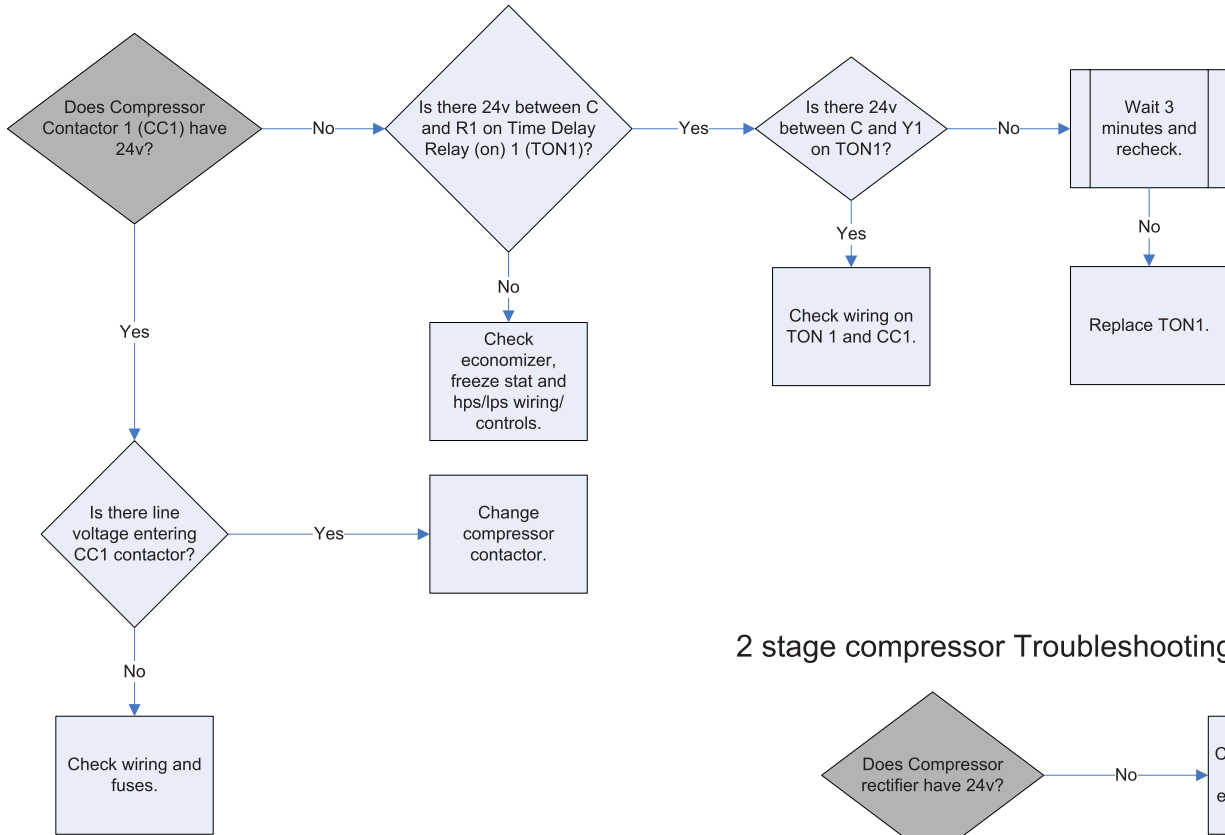 Does Compressor
Contactor 1 (CC1) have
24v?
No
Is there 24v between C
and R1 on Time Delay
Relay (on) 1 (TON1)?
Yes
Is there 24v
between C and Y1
on TON1?
No
Wait 3
minutes and
recheck.
No
Replace TON1.
Yes
Check wiring on
TON 1 and CC1.
No
Check
economizer,
freeze stat and
hps/lps wiring/
controls.
Yes
Is there line
voltage entering
CC1 contactor?
Yes
Change
compressor
contactor.
No
Check wiring and
fuses.
2 stage compressor Troubleshooting
Does Compressor
rectifier have 24v?
No